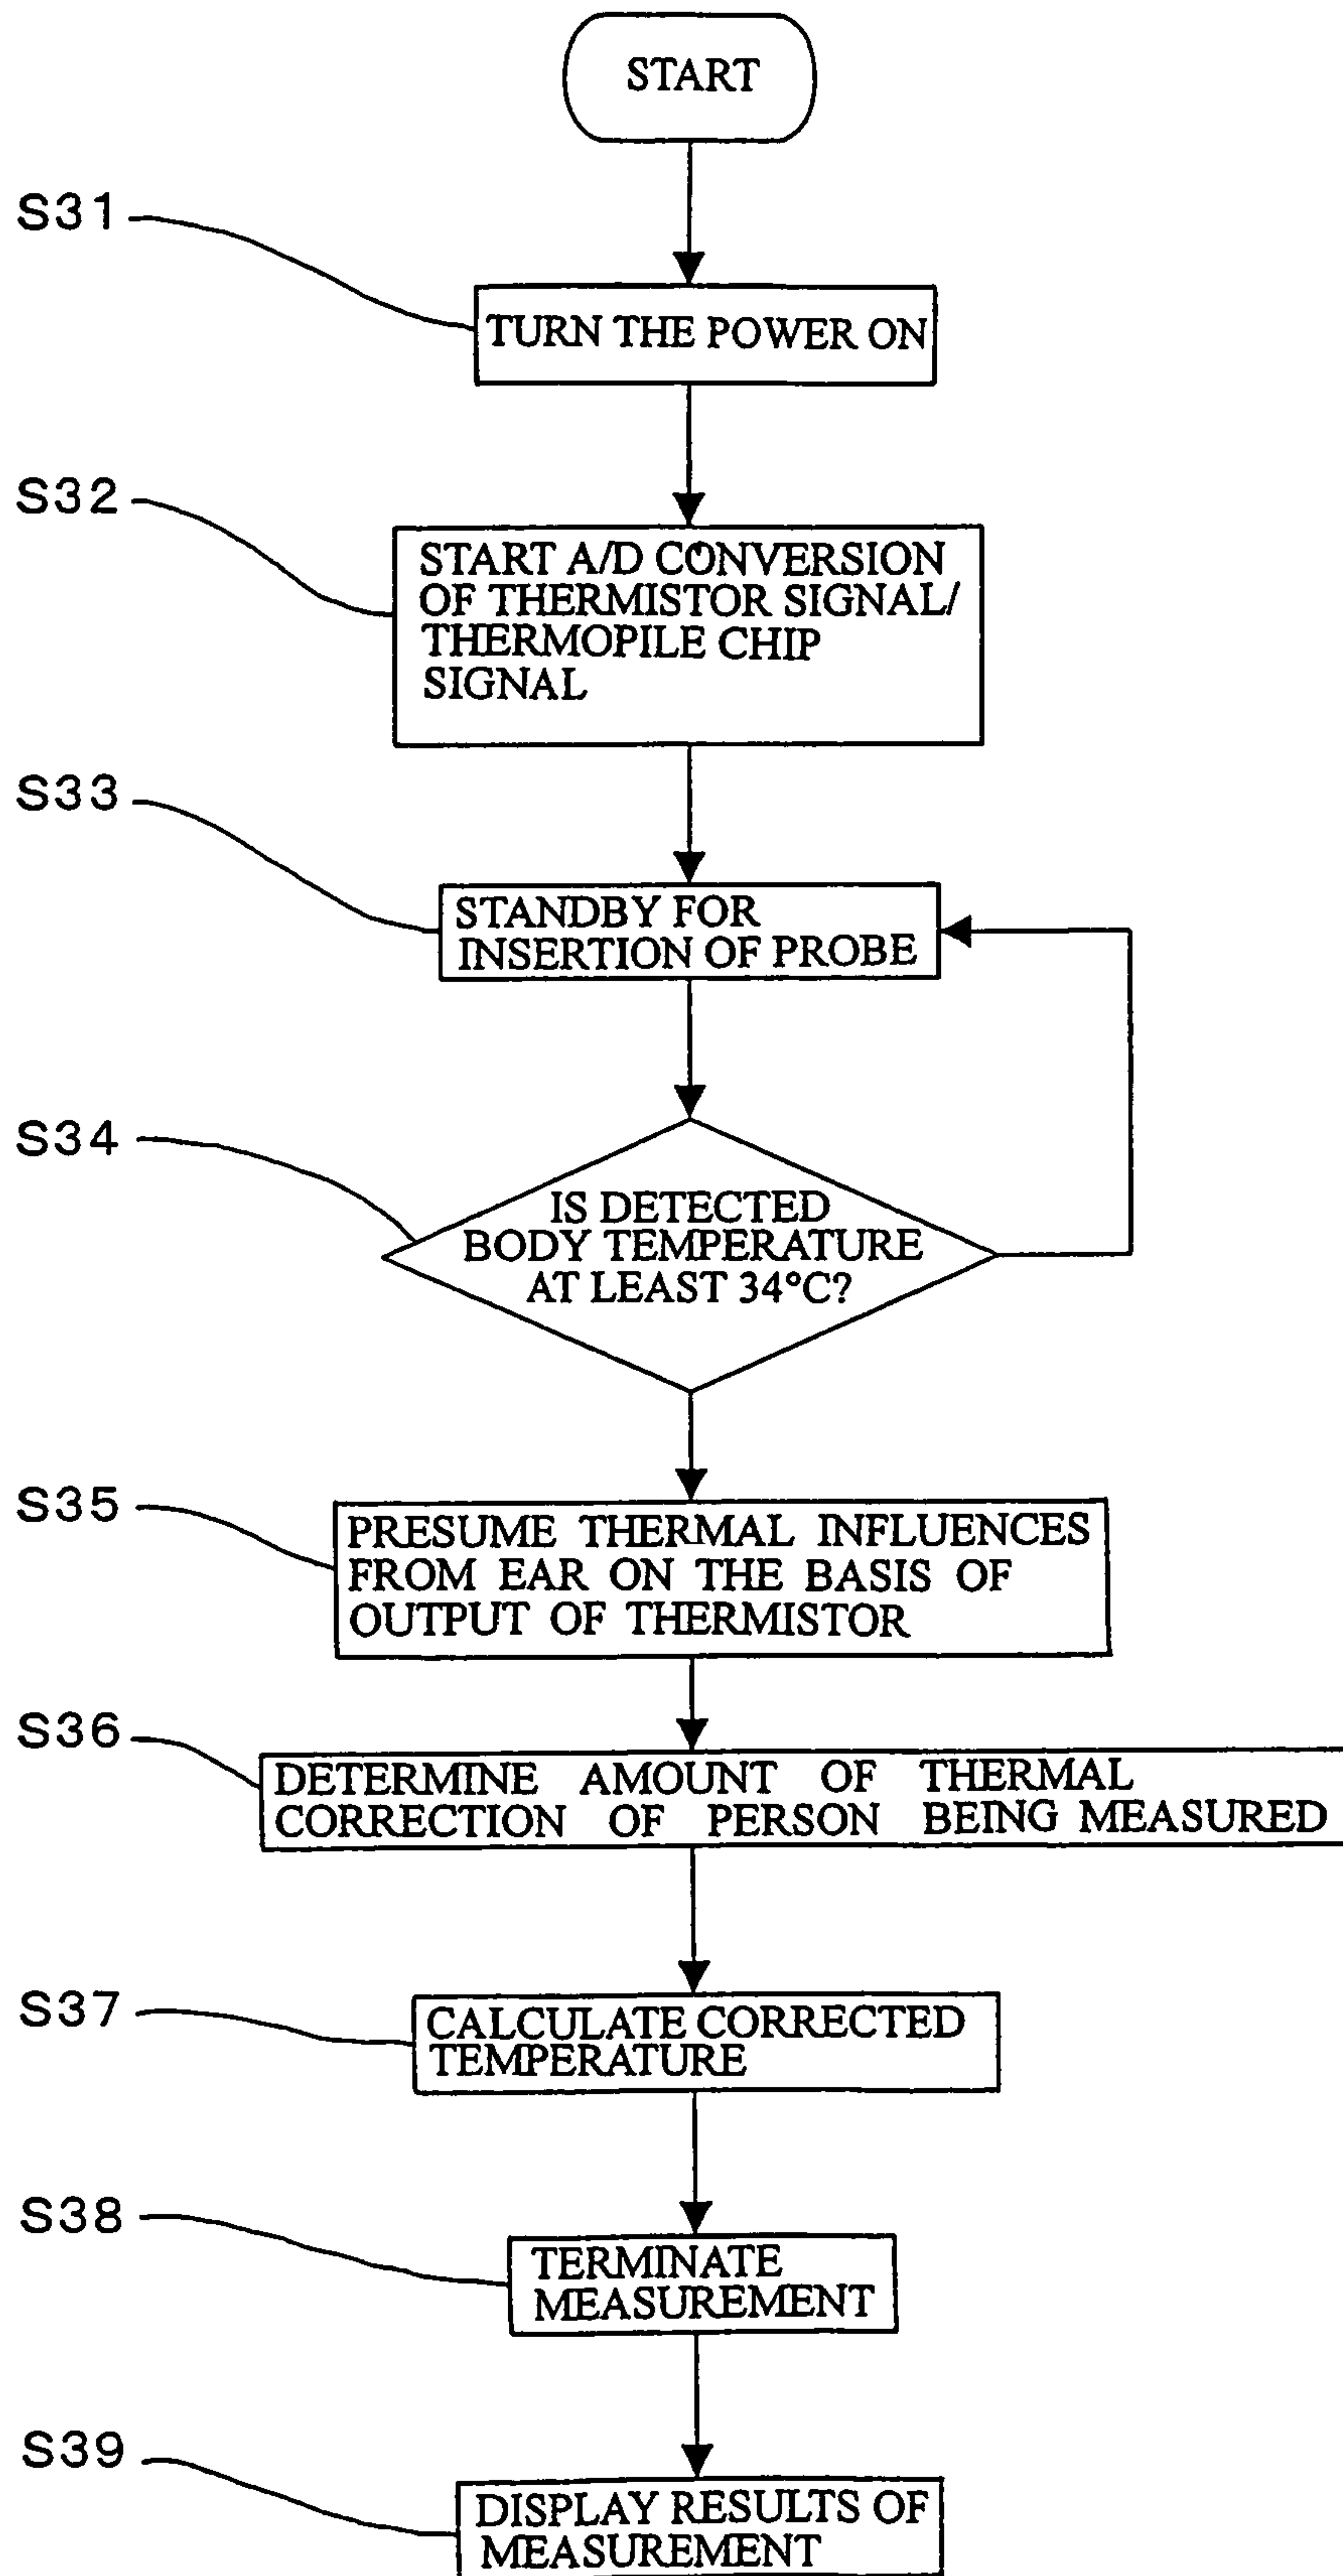 START
S31
TURN THE POWER ON
S32
START A/D CONVERSION
OF THERMISTOR SIGNAL/
THERMOPILE CHIP
SIGNAL
S33
STANDBY FOR
INSERTION OF PROBE
S34
IS DETECTED
BODY TEMPERATURE
AT LEAST 34°C?
S35
PRESUME THERMAL INFLUENCES
FROM EAR ON THE BASIS OF
OUTPUT OF THERMISTOR
S36
DETERMINE AMOUNT OF THERMAL
CORRECTION OF PERSON BEING MEASURED
S37
CALCULATE CORRECTED
TEMPERATURE
S38
TERMINATE
MEASUREMENT
S39
DISPLAY RESULTS OF
MEASUREMENT